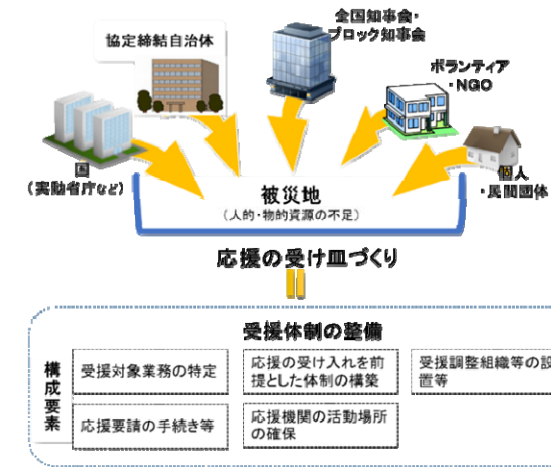 全国知事会・
ブロック知事会
協定締結自治体
ボランティア
・NGO
国
(実動省庁など)
個人
・民間団体
被災地
(人的・物的資源の不足)
応援の受け皿づくり
受援体制の整備
構成要素
受援対象業務の特定
応援の受け入れを前
提とした体制の構築
受援調整組織等の設
置等
応援要請の手続き等
応援機関の活動場所
の確保